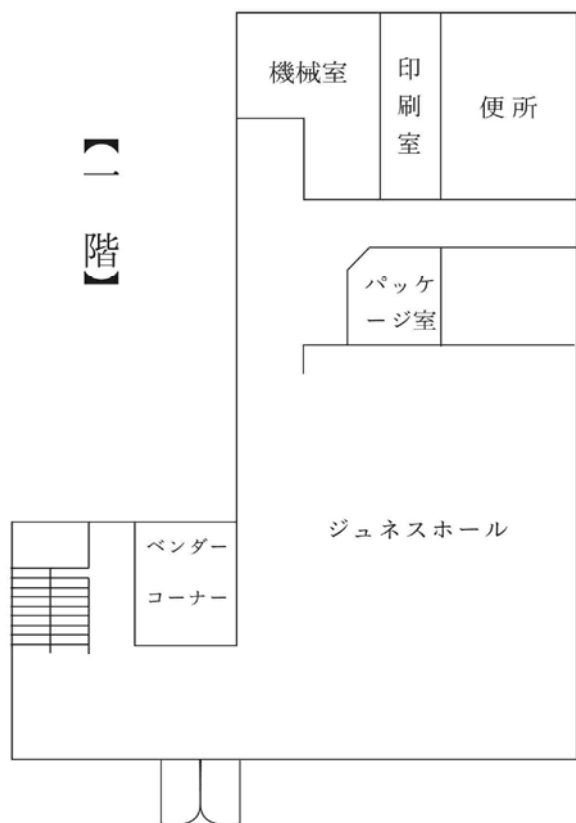 【一階】
機械室
印刷室
便所
パッケ
ージ室
ジュネスホール
ベンダー
コーナー